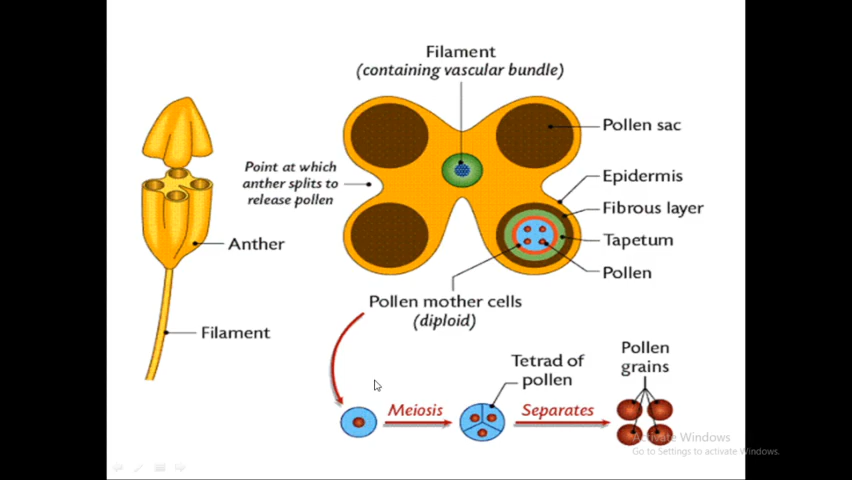 Filament
(containing vascular bundle)
Pollen sac
Point at which
anther splits to
release pollen
Epidermis
Fibrous layer
Tapetum
Pollen
Anther
Pollen mother cells
(diploid)
Filament
Tetrad of
pollen
Pollen
grains
Meiosis
Separates
Activate Windows
Go to Settings to activate Windows.